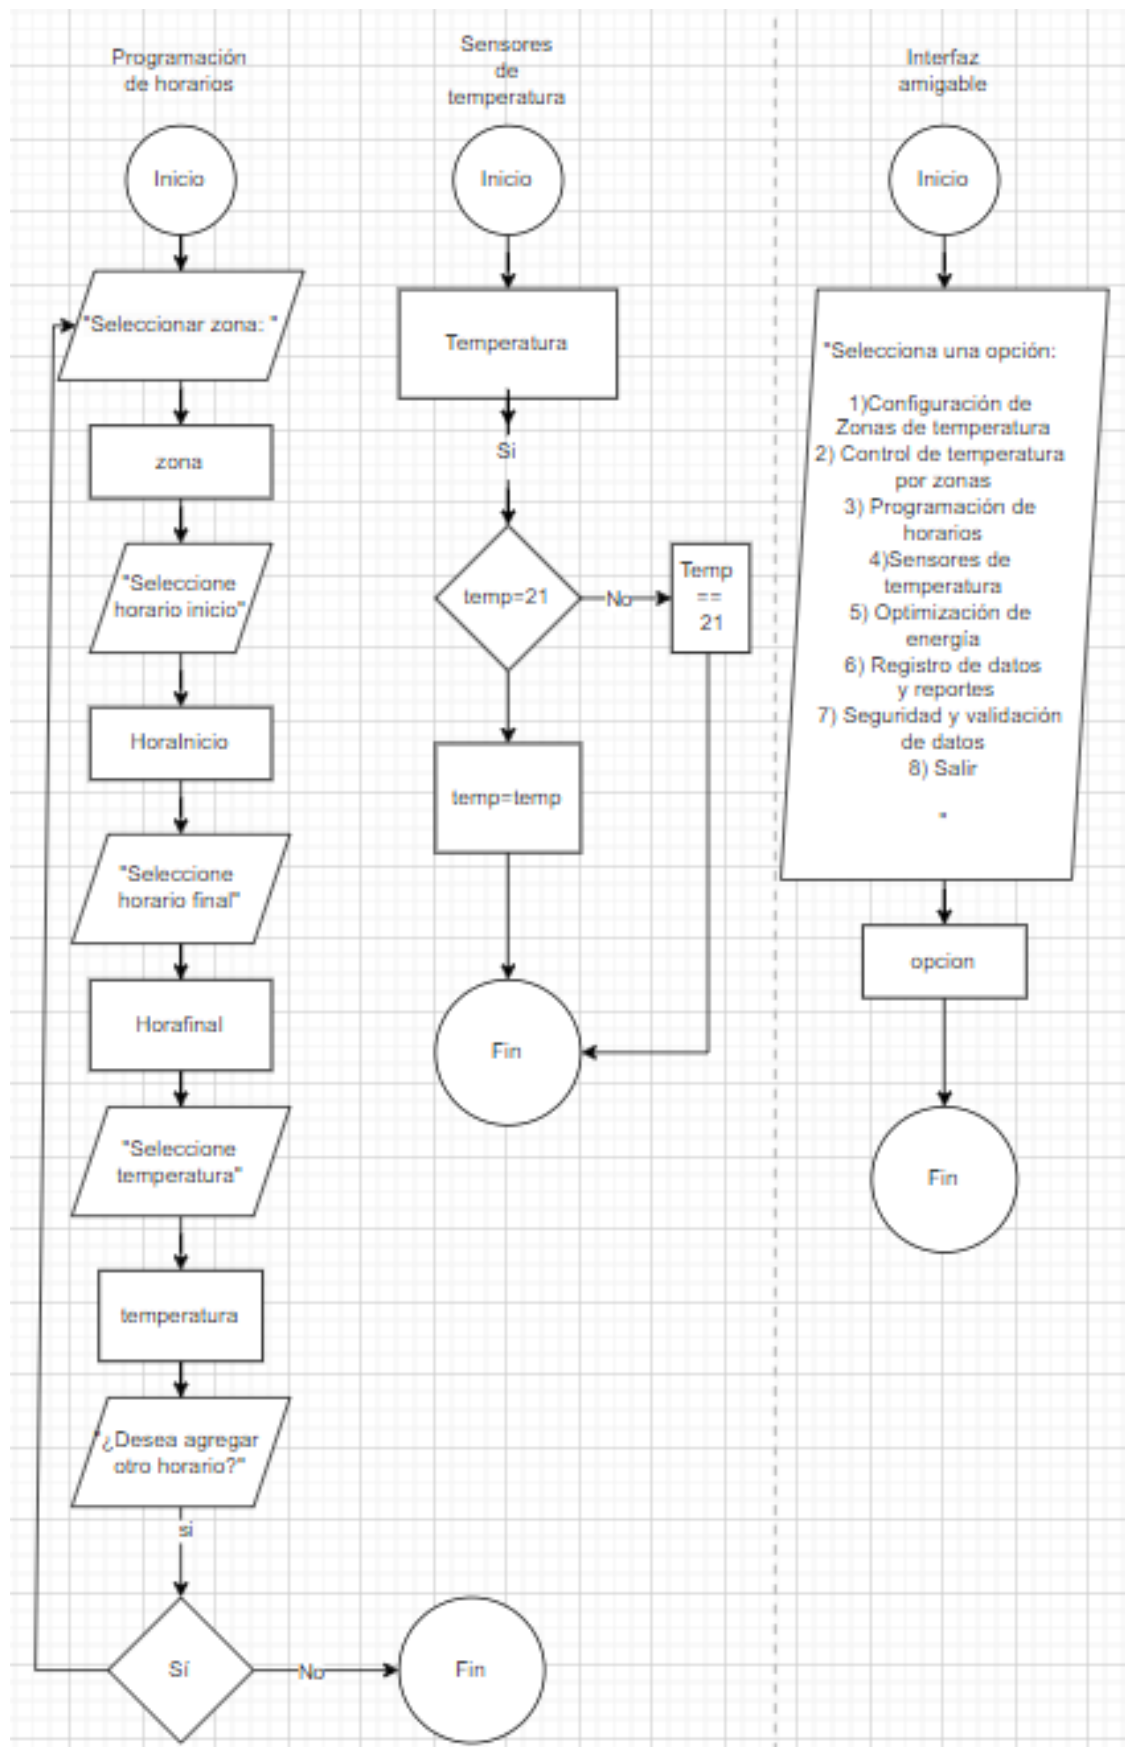 Programación
de horarios
Inicio
"Seleccionar zona: "
zona
"Seleccione
horario inicio"
HoraInicio
"Seleccione
horario final"
Horafinal
"Seleccione
temperatura"
temperatura
"¿Desea agregar
otro horario?"
si
Sí
No
Fin
Sensores
de
temperatura
Inicio
Temperatura
Si
temp=21
No
Temp
==
21
temp=temp
Fin
Interfaz
amigable
Inicio
"Selecciona una opción:
1)Configuración de
Zonas de temperatura
2) Control de temperatura
por zonas
3) Programación de
horarios
4)Sensores de
temperatura
5) Optimización de
energía
6) Registro de datos
y reportes
7) Seguridad y validación
de datos
8) Salir
"
opcion
Fin